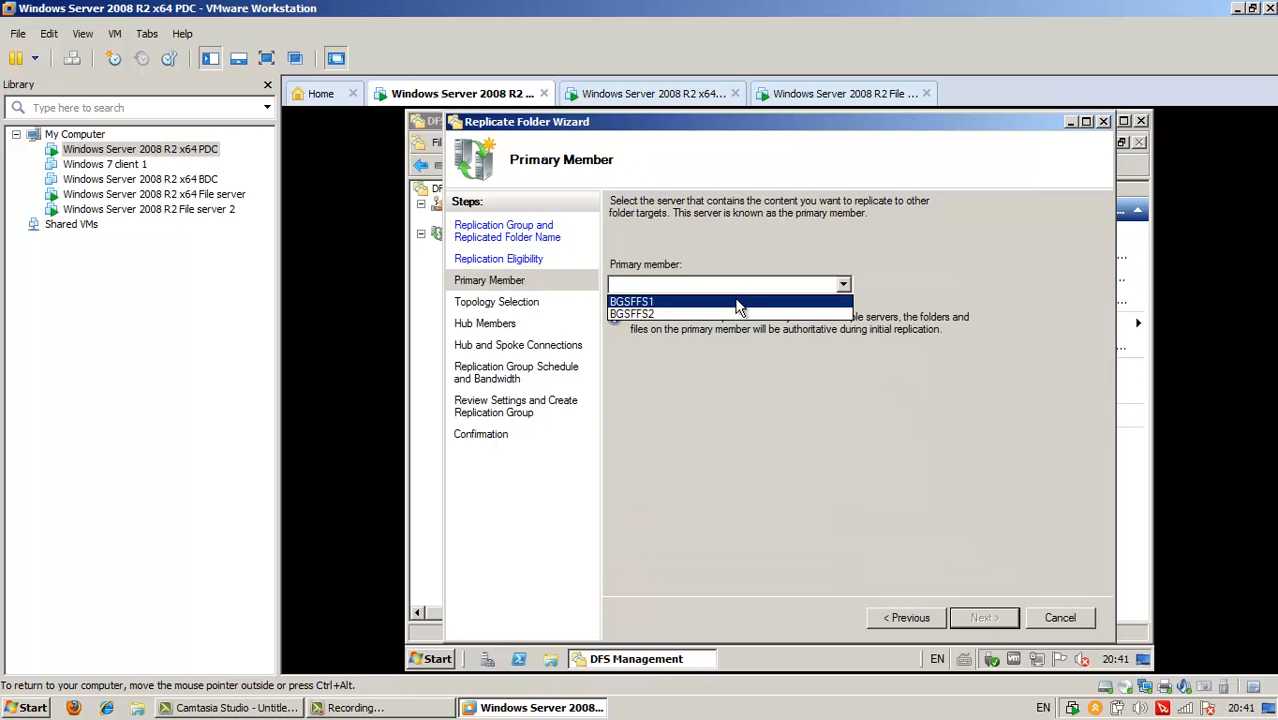 Windows Server 2008 R2 x64 PDC - VMware Workstation
File Edit View VM Tabs Help
Library
Type here to search
My Computer
Windows Server 2008 R2 x64 PDC
Windows 7 client 1
Windows Server 2008 R2 x64 BDC
Windows Server 2008 R2 x64 File server
Windows Server 2008 R2 File server 2
Shared VMs
Home
Windows Server 2008 R2 ...
Windows Server 2008 R2 x64...
Windows Server 2008 R2 File ...
Replicate Folder Wizard
Primary Member
Steps:
Replication Group and
Replicated Folder Name
Replication Eligibility
Primary Member
Topology Selection
Hub Members
Hub and Spoke Connections
Replication Group Schedule
and Bandwidth
Review Settings and Create
Replication Group
Confirmation
Select the server that contains the content you want to replicate to other
folder targets. This server is known as the primary member.
Primary member:
BGSFFS1
BGSFFS2
servers, the folders and
files on the primary member will be authoritative during initial replication.
< Previous
Next >
Cancel
Start
DFS Management
EN
20:41
To return to your computer, move the mouse pointer outside or press Ctrl+Alt.
Start
Camtasia Studio - Untitle...
Recording...
Windows Server 2008...
EN
20:41